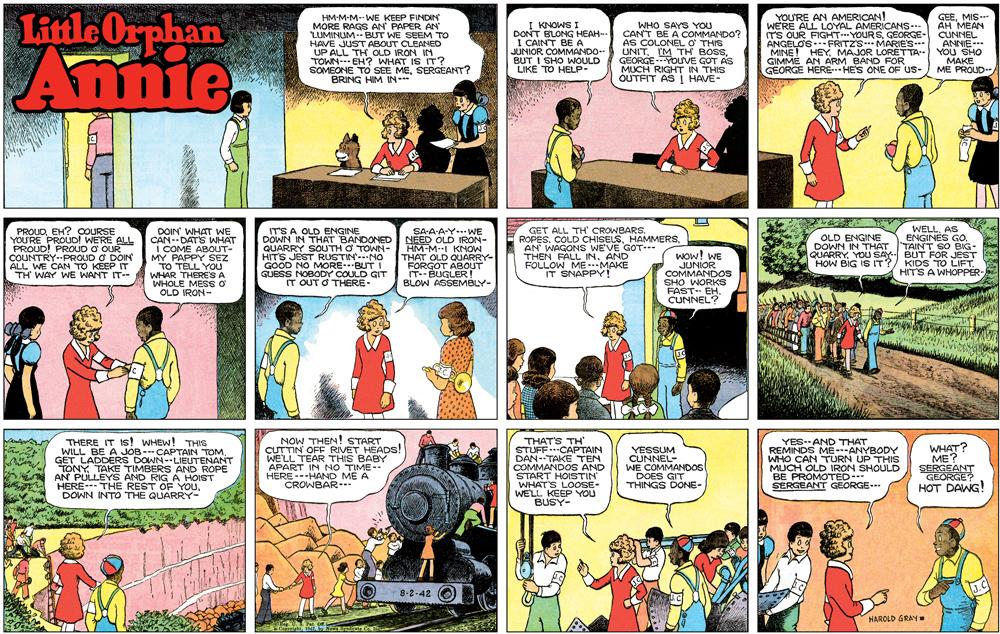 Little Orphan
Annie
HM-M-M--WE KEEP FINDIN'
MORE RAGS AN' PAPER AN'
'LUMINUM--BUT WE SEEM TO
HAVE JUST ABOUT CLEANED
UP ALL TH' OLD IRON IN
TOWN---EH? WHAT IS IT?
SOMEONE TO SEE ME, SERGEANT?
BRING HIM IN---
I KNOWS I
DON'T BLONG HEAH--
I CAN'T BE A
JUNIOR COMMANDO--
BUT I SHO WOULD
LIKE TO HELP-
WHO SAYS YOU
CAN'T BE A COMMANDO?
AS COLONEL O' THIS
UNIT, I'M TH' BOSS,
GEORGE---YOU'VE GOT AS
MUCH RIGHT IN THIS
OUTFIT AS I HAVE-
YOU'RE AN AMERICAN!
WE'RE ALL LOYAL AMERICANS---
IT'S OUR FIGHT---YOURS, GEORGE-
ANGELO'S---FRITZ'S---MARIE'S---
MINE! HEY, MAJOR LORETTA-
GIMME AN ARM BAND FOR
GEORGE HERE---HE'S ONE OF US-
GEE, MIS--
AH MEAN
CUNNEL
ANNIE---
YOU SHO
MAKE
ME PROUD--
PROUD, EH? COURSE
YOU'RE PROUD! WE'RE ALL
PROUD! PROUD O' OUR
COUNTRY--PROUD O' DOIN'
ALL WE CAN TO KEEP IT
TH' WAY WE WANT IT--
DOIN' WHAT WE
CAN--DAT'S WHAT
I COME ABOUT-
MY PAPPY SEZ
TO TELL YOU
WHAR THERE'S A
WHOLE MESS O'
OLD IRON-
IT'S A OLD ENGINE
DOWN IN THAT 'BANDONED
QUARRY SOUTH O' TOWN-
HIT'S JEST RUSTIN'---NO
GOOD NO MORE---BUT I
GUESS NOBODY COULD GIT
IT OUT O' THERE-
SA-A-A-Y---WE
NEED OLD IRON-
HM-M--I KNOW
THAT OLD QUARRY-
FORGOT ABOUT
IT--BUGLER!
BLOW ASSEMBLY-
GET ALL TH' CROWBARS,
ROPES, COLD CHISELS, HAMMERS,
AN' WAGONS WE'VE GOT---
THEN FALL IN, AND
FOLLOW ME---MAKE
IT SNAPPY!
WOW! WE
JUNIOR
COMMANDOS
SHO WORKS
FAST--EH,
CUNNEL?
J.C.
OLD ENGINE
DOWN IN THAT
QUARRY, YOU SAY-
HOW BIG IS IT?
WELL, AS
ENGINES GO,
TAIN'T SO BIG-
BUT FOR JEST
KIDS TO LIFT,
HIT'S A WHOPPER-
THERE IT IS! WHEW! THIS
WILL BE A JOB---CAPTAIN TOM,
GET LADDERS DOWN--LIEUTENANT
TONY, TAKE TIMBERS AND ROPE
AN' PULLEYS AND RIG A HOIST
HERE--- THE REST OF YOU,
DOWN INTO THE QUARRY-
NOW THEN! START
CUTTIN' OFF RIVET HEADS!
WE'LL TEAR THIS BABY
APART IN NO TIME--
HERE---HAND ME A
CROWBAR---
8-2-42
Reg. U. S. Pat. Off.
Copyright, 1942, by News Syndicate Co.
THAT'S TH'
STUFF---CAPTAIN
DAN--TAKE TEN
COMMANDOS AND
START HOISTIN'
WHAT'S LOOSE-
WE'LL KEEP YOU
BUSY-
YESSUM
CUNNEL-
WE COMMANDOS
DOES GIT
THINGS DONE-
YES--AND THAT
REMINDS ME---ANYBODY
WHO CAN TURN UP THIS
MUCH OLD IRON SHOULD
BE PROMOTED---
SERGEANT GEORGE---
WHAT?
ME?
SERGEANT
GEORGE?
HOT DAWG!
J.C.
HAROLD GRAY